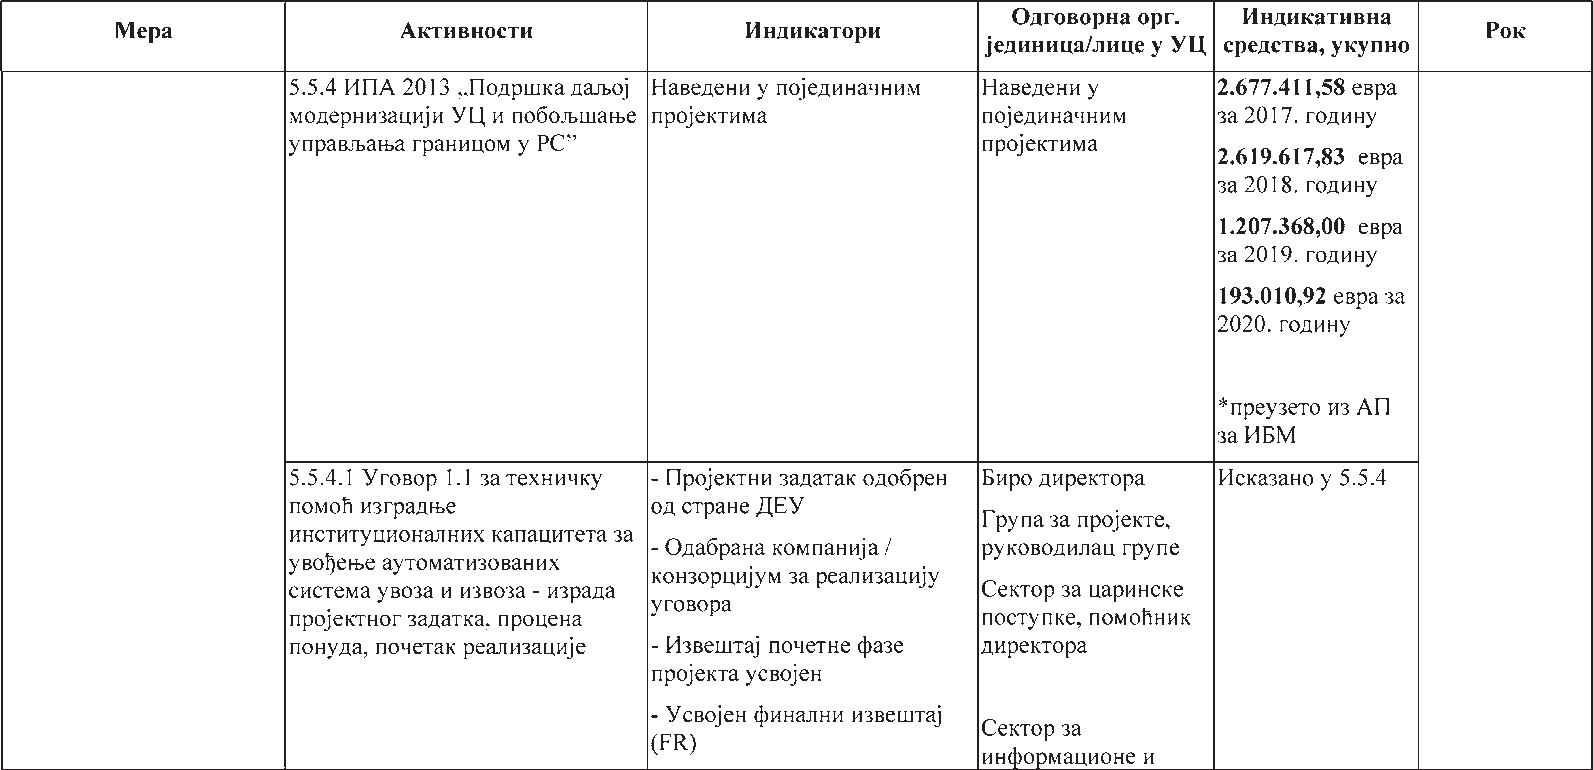 Мера
Активности
Индикатори
Одговорна орг.
јединица/лице у УЦ
Индикативна
средства, укупно
Рок
5.5.4 ИПА 2013 „Подршка даљој
модернизацији УЦ и побољшање
управљања границом у РС”
Наведени у појединачним
пројектима
Наведени у
појединачним
пројектима
2.677.411,58 евра
за 2017. годину
2.619.617,83 евра
за 2018. годину
1.207.368,00 евра
за 2019. годину
193.010,92 евра за
2020. годину
*преузето из АП
за ИБМ
5.5.4.1 Уговор 1.1 за техничку
помоћ изградње
институционалних капацитета за
увођење аутоматизованих
система увоза и извоза - израда
пројектног задатка, процена
понуда, почетак реализације
- Пројектни задатак одобрен
од стране ДЕУ
- Одабрана компанија /
конзорцијум за реализацију
уговора
- Извештај почетне фазе
пројекта усвојен
- Усвојен финални извештај
(FR)
Биро директора
Група за пројекте,
руководилац групе
Сектор за царинске
поступке, помоћник
директора
Сектор за
информационе и
Исказано у 5.5.4